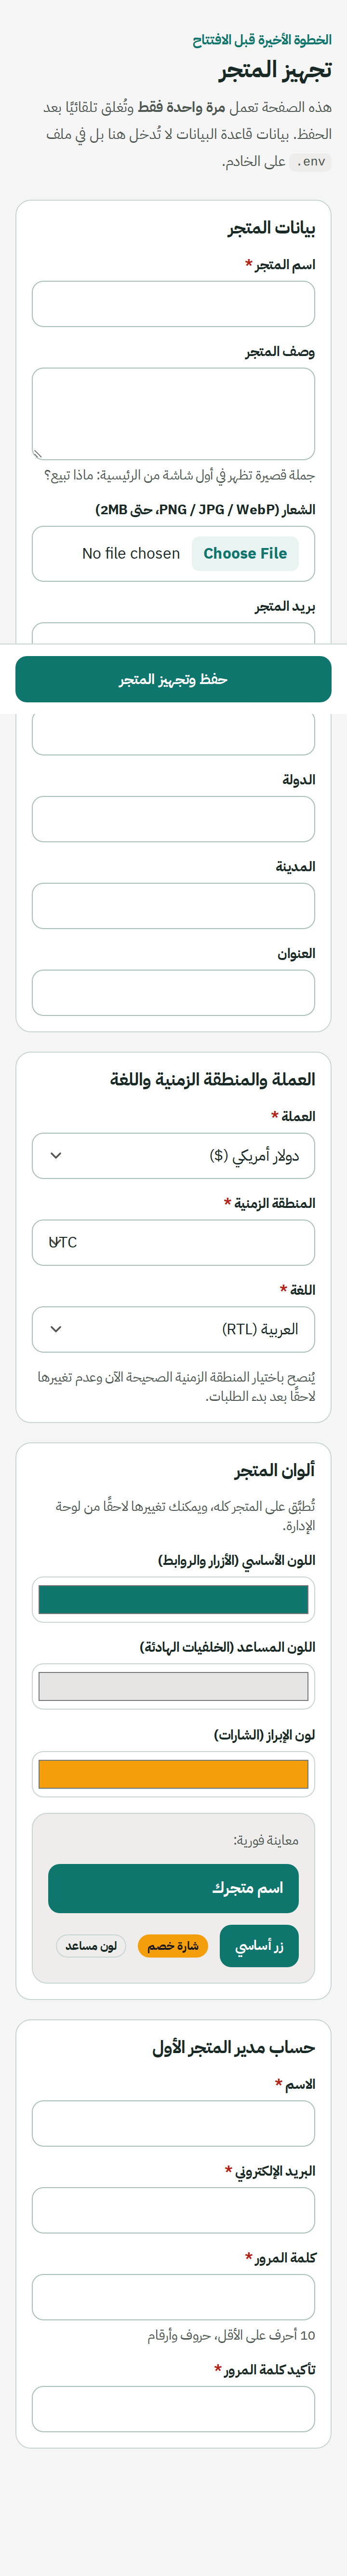 الخطوة الأخيرة قبل الافتتاح
تجهيز المتجر
هذه الصفحة تعمل مرة واحدة فقط وتُغلق تلقائيًا بعد
الحفظ. بيانات قاعدة البيانات لا تُدخل هنا بل في ملف
.env على الخادم.
بيانات المتجر
اسم المتجر *
وصف المتجر
جملة قصيرة تظهر في أول شاشة من الرئيسية: ماذا تبيع؟
الشعار (PNG / JPG / WebP، حتى 2MB)
Choose File No file chosen
بريد المتجر
حفظ وتجهيز المتجر
الدولة
المدينة
العنوان
العملة والمنطقة الزمنية واللغة
العملة *
دولار أمريكي ($)
المنطقة الزمنية *
UTC
اللغة *
العربية (RTL)
يُنصح باختيار المنطقة الزمنية الصحيحة الآن وعدم تغييرها
لاحقًا بعد بدء الطلبات.
ألوان المتجر
تُطبَّق على المتجر كله، ويمكنك تغييرها لاحقًا من لوحة
الإدارة.
اللون الأساسي (الأزرار والروابط)
اللون المساعد (الخلفيات الهادئة)
لون الإبراز (الشارات)
معاينة فورية:
اسم متجرك
زر أساسي شارة خصم لون مساعد
حساب مدير المتجر الأول
الاسم *
البريد الإلكتروني *
كلمة المرور *
10 أحرف على الأقل، حروف وأرقام
تأكيد كلمة المرور *